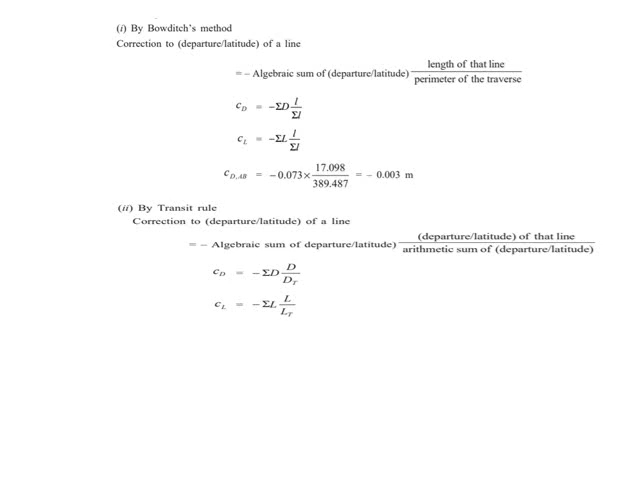 (i) By Bowditch's method
Correction to (departure/latitude) of a line
= – Algebraic sum of (departure/latitude) length of that line / perimeter of the traverse
c_D = –ΣD l/Σl
c_L = –ΣL l/Σl
c_D,AB = – 0.073 × 17.098/389.487 = – 0.003 m
(ii) By Transit rule
Correction to (departure/latitude) of a line
= – Algebraic sum of departure/latitude) (departure/latitude) of that line / arithmetic sum of (departure/latitude)
c_D = – ΣD D/D_T
c_L = – ΣL L/L_T